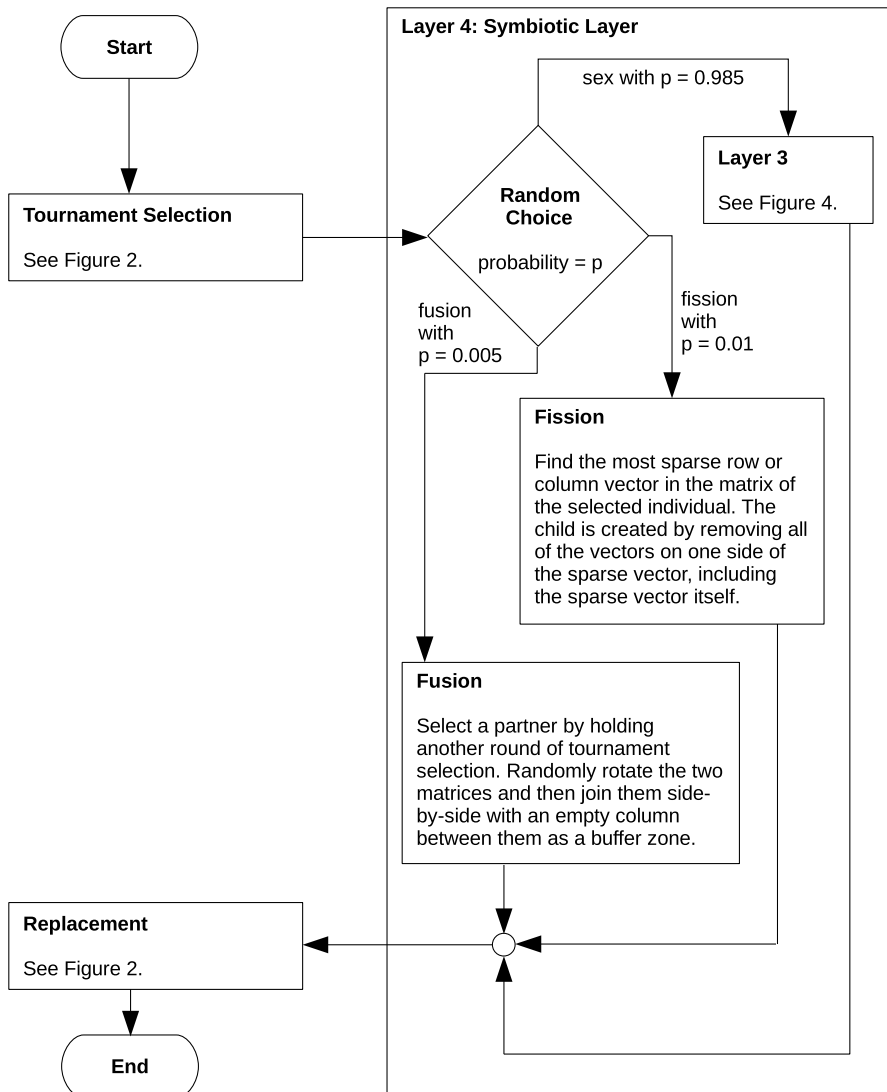 Start
Layer 4: Symbiotic Layer
sex with p = 0.985
Layer 3
See Figure 4.
Tournament Selection
See Figure 2.
Random
Choice
probability = p
fusion
with
p = 0.005
fission
with
p = 0.01
Fission
Find the most sparse row or
column vector in the matrix of
the selected individual. The
child is created by removing all
of the vectors on one side of
the sparse vector, including
the sparse vector itself.
Fusion
Select a partner by holding
another round of tournament
selection. Randomly rotate the two
matrices and then join them side-
by-side with an empty column
between them as a buffer zone.
Replacement
See Figure 2.
End